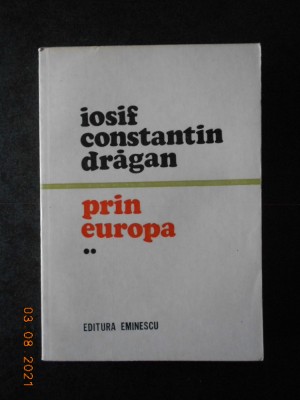 iosif
constantin
drăgan
prin
europa
••
EDITURA EMINESCU
03 08 2021